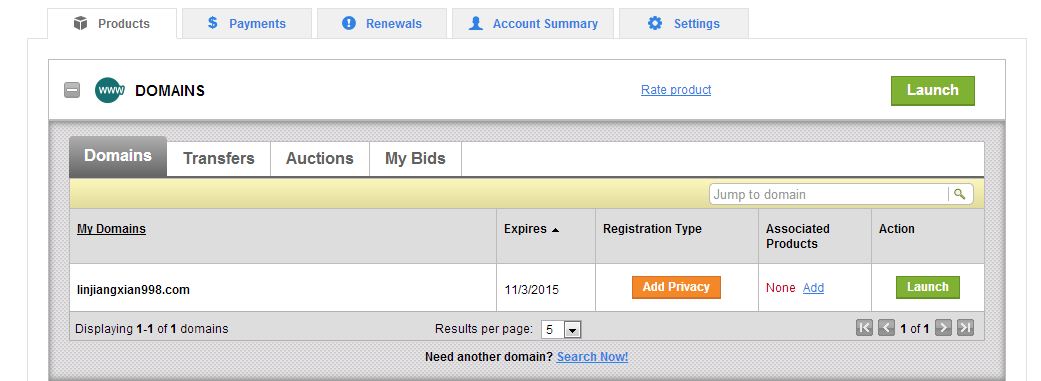 Products Payments Renewals Account Summary Settings
www DOMAINS Rate product Launch
Domains Transfers Auctions My Bids
Jump to domain
My Domains Expires Registration Type Associated Products Action
linjiangxian998.com 11/3/2015 Add Privacy None Add Launch
Displaying 1-1 of 1 domains Results per page: 5 1 of 1
Need another domain? Search Now!